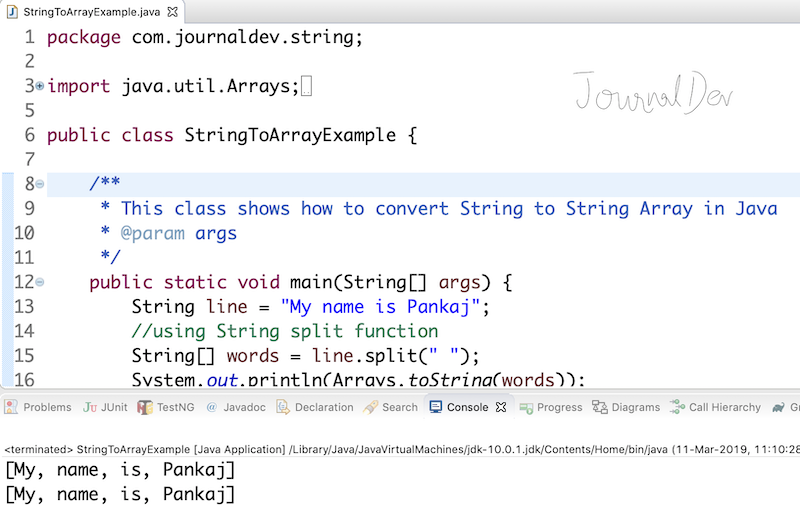 StringToArrayExample.java
1 package com.journaldev.string;
2
3 import java.util.Arrays;
5
JournalDev
6 public class StringToArrayExample {
7
8 /**
9 * This class shows how to convert String to String Array in Java
10 * @param args
11 */
12 public static void main(String[] args) {
13 String line = "My name is Pankaj";
14 //using String split function
15 String[] words = line.split(" ");
16 System.out.println(Arrays.toString(words));
Problems JUnit TestNG @ Javadoc Declaration Search Console Progress Diagrams Call Hierarchy Gr
<terminated> StringToArrayExample [Java Application] /Library/Java/JavaVirtualMachines/jdk-10.0.1.jdk/Contents/Home/bin/java (11-Mar-2019, 11:10:28
[My, name, is, Pankaj]
[My, name, is, Pankaj]